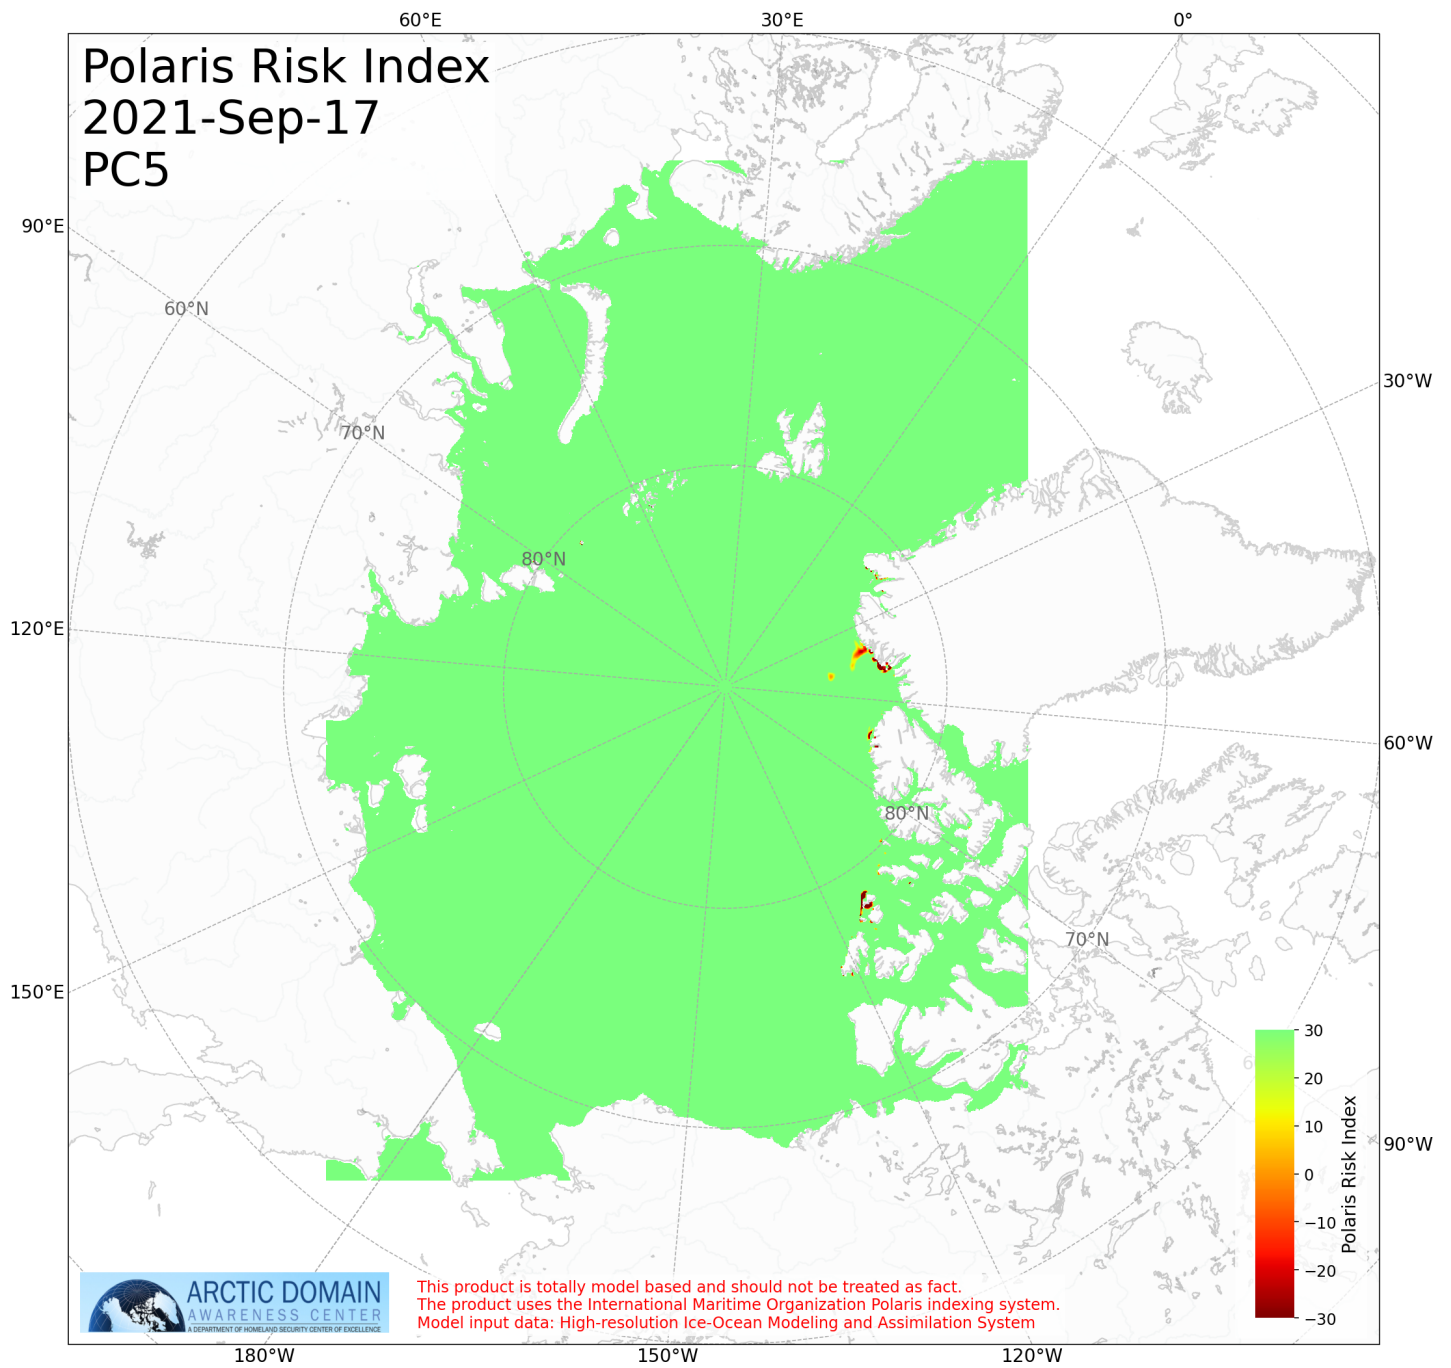 60°E 30°E 0°
Polaris Risk Index
2021-Sep-17
PC5
90°E
60°N
30°W
70°N
80°N
120°E
60°W
80°N
70°N
150°E
30
20
10
0
−10
−20
−30
Polaris Risk Index
90°W
ARCTIC DOMAIN
AWARENESS CENTER
A DEPARTMENT OF HOMELAND SECURITY CENTER OF EXCELLENCE
This product is totally model based and should not be treated as fact.
The product uses the International Maritime Organization Polaris indexing system.
Model input data: High-resolution Ice-Ocean Modeling and Assimilation System
180°W 150°W 120°W